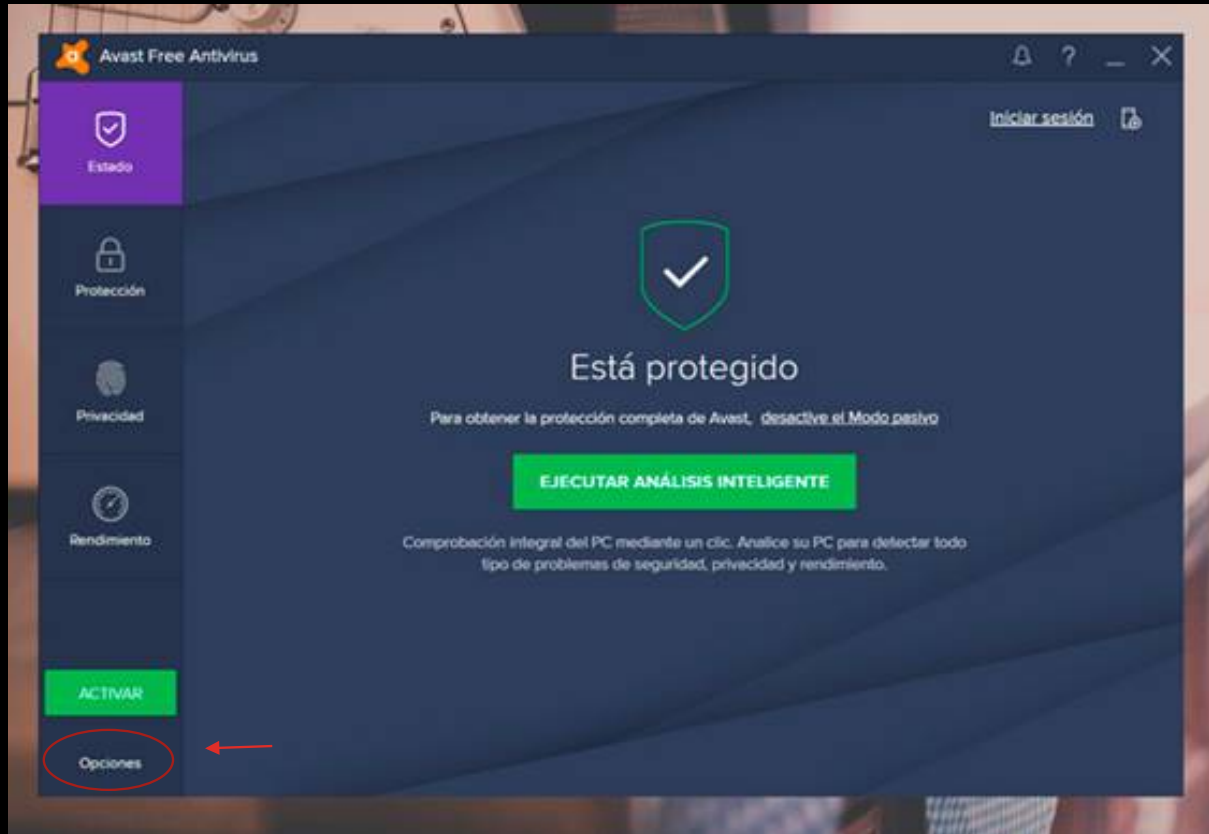 Avast Free Antivirus
?
Iniciar sesión
Estado
Protección
Privacidad
Rendimiento
Está protegido
Para obtener la protección completa de Avast, desactive el Modo pasivo
EJECUTAR ANÁLISIS INTELIGENTE
Comprobación integral del PC mediante un clic. Analice su PC para detectar todo
tipo de problemas de seguridad, privacidad y rendimiento.
ACTIVAR
Opciones